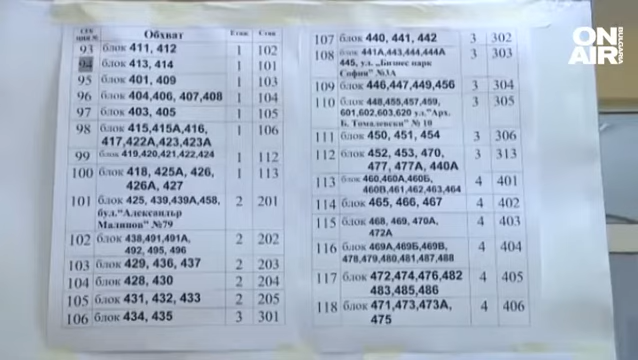 СЕК
ЦИЯ № Обхват Етаж Стая
93 блок 411, 412 1 102
94 блок 413, 414 1 101
95 блок 401, 409 1 103
96 блок 404,406, 407,408 1 104
97 блок 403, 405 1 105
98 блок 415,415А,416, 1 106
417,422А,423,423А
99 блок 419,420,421,422,424 1 112
100 блок 418, 425А, 426, 1 113
426А, 427
101 блок 425, 439,439А,458, 2 201
бул."Александър
Малинов" №79
102 блок 438,491,491А, 2 202
492, 495, 496
103 блок 429, 436, 437 2 203
104 блок 428, 430 2 204
105 блок 431, 432, 433 2 205
106 блок 434, 435 3 301
107 блок 440, 441, 442 3 302
108 блок 441А,443,444,444А 3 303
445, ул. „Бизнес парк
София" №3А
109 блок 446,447,449,456 3 304
110 блок 448,455,457,459, 3 305
601,602,603,620 ул."Арх.
Б. Томалевски" № 10
111 блок 450, 451, 454 3 306
112 блок 452, 453, 470, 3 313
477, 477А, 440А
113 блок 460,460А,460Б, 4 401
460В,461,462,463,464
114 блок 465, 466, 467 4 402
115 блок 468, 469, 470А, 4 403
472А
116 блок 469А,469Б,469В, 4 404
478,479,480,481,487,488
117 блок 472,474,476,482 4 405
483,485,486
118 блок 471,473,473А, 4 406
475
ON
AIR
BULGARIA